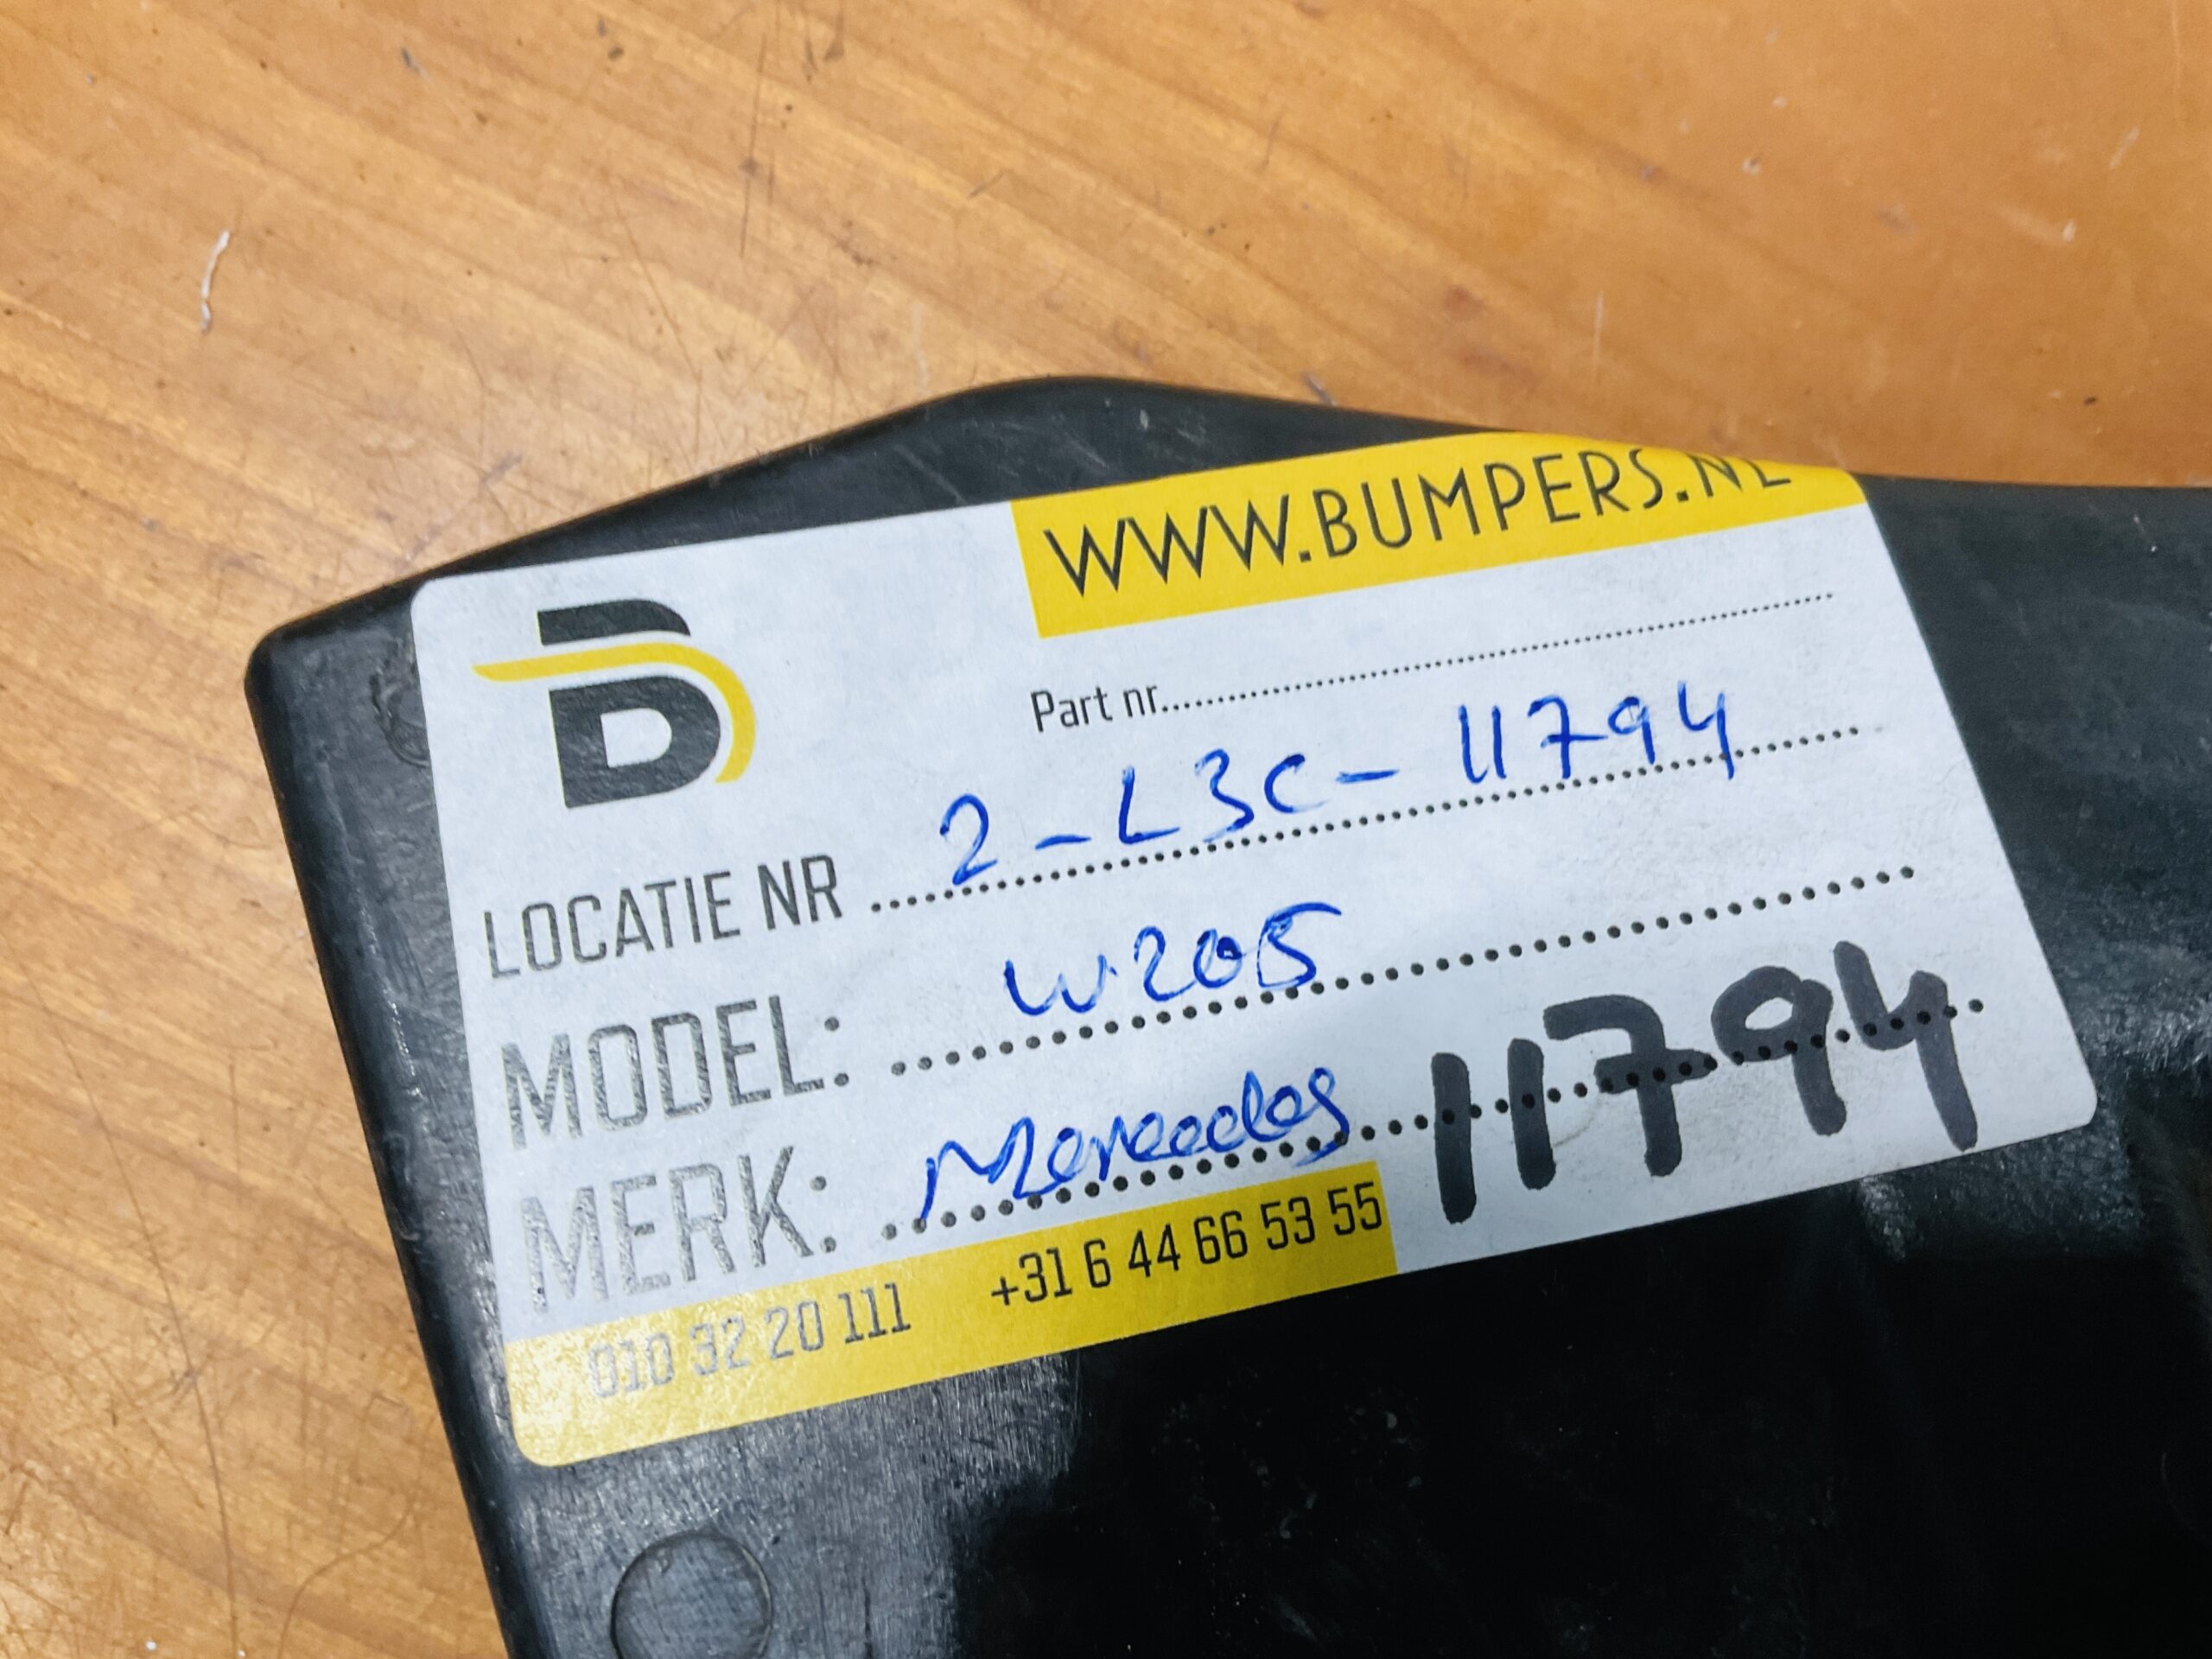 WWW.BUMPERS.NL
B
Part nr..............................
LOCATIE NR 2-L3C-11794
MODEL: W205
MERK: Mercedes 11794
010 32 20 111 +31 6 44 66 53 55